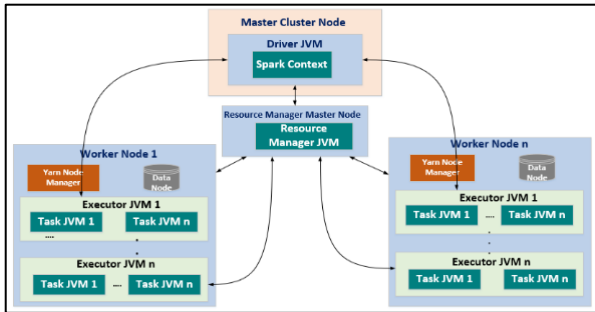 Master Cluster Node
Driver JVM
Spark Context
Resource Manager Master Node
Resource
Manager JVM
Worker Node 1
Yarn Node
Manager
Data
Node
Executor JVM 1
Task JVM 1
Task JVM n
....
Executor JVM n
Task JVM 1
....
Task JVM n
Worker Node n
Yarn Node
Manager
Data
Node
Executor JVM 1
Task JVM 1
....
Task JVM n
Executor JVM n
Task JVM 1
Task JVM n